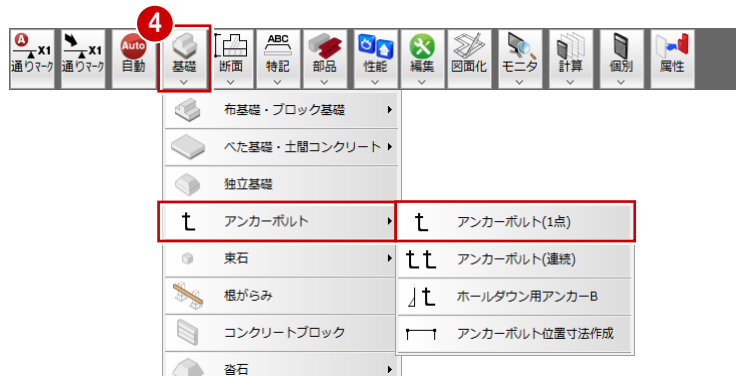 4
A X1 X1 Auto ABC
通りマーク 通りマーク 自動 基礎 断面 特記 部品 性能 編集 図面化 モニタ 計算 個別 属性
布基礎・ブロック基礎
べた基礎・土間コンクリート
独立基礎
アンカーボルト アンカーボルト(1点)
束石 アンカーボルト(連続)
根がらみ ホールダウン用アンカーB
コンクリートブロック アンカーボルト位置寸法作成
沓石